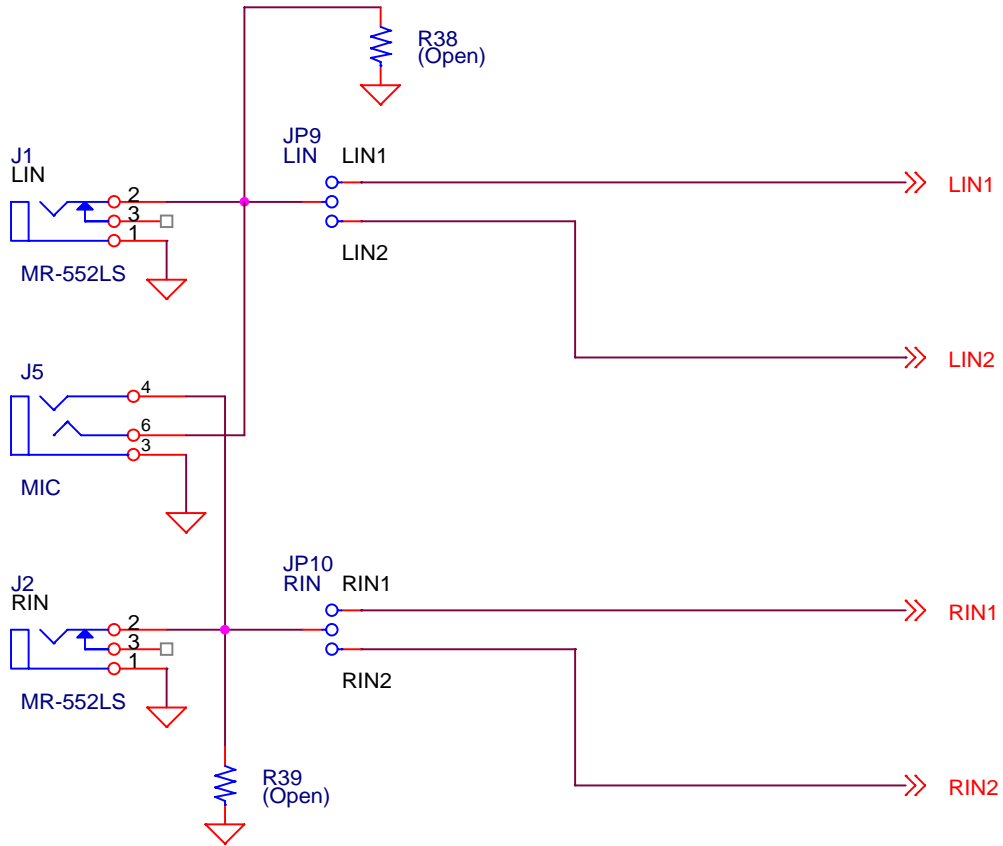 R38
(Open)
JP9
LIN
LIN1
LIN1
J1
LIN
2
3
1
LIN2
MR-552LS
LIN2
J5
4
6
3
MIC
JP10
RIN
RIN1
RIN1
J2
RIN
2
3
1
RIN2
MR-552LS
R39
(Open)
RIN2